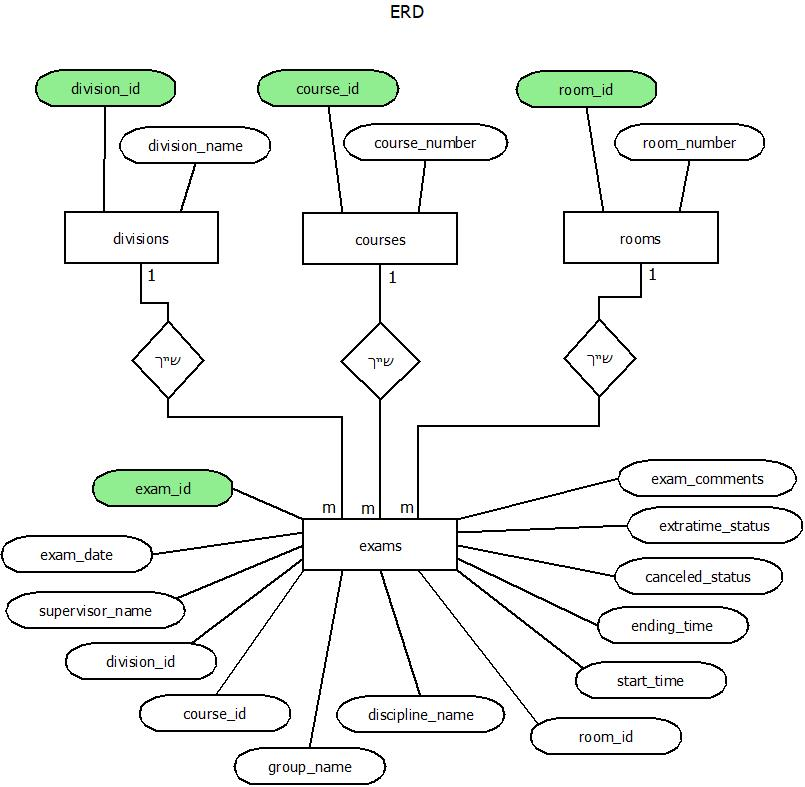 ERD
division_id
course_id
room_id
division_name
course_number
room_number
divisions
courses
rooms
1
1
1
שייך
שייך
שייך
exam_id
m
m
m
exam_comments
exams
extratime_status
exam_date
canceled_status
supervisor_name
ending_time
division_id
start_time
course_id
discipline_name
room_id
group_name